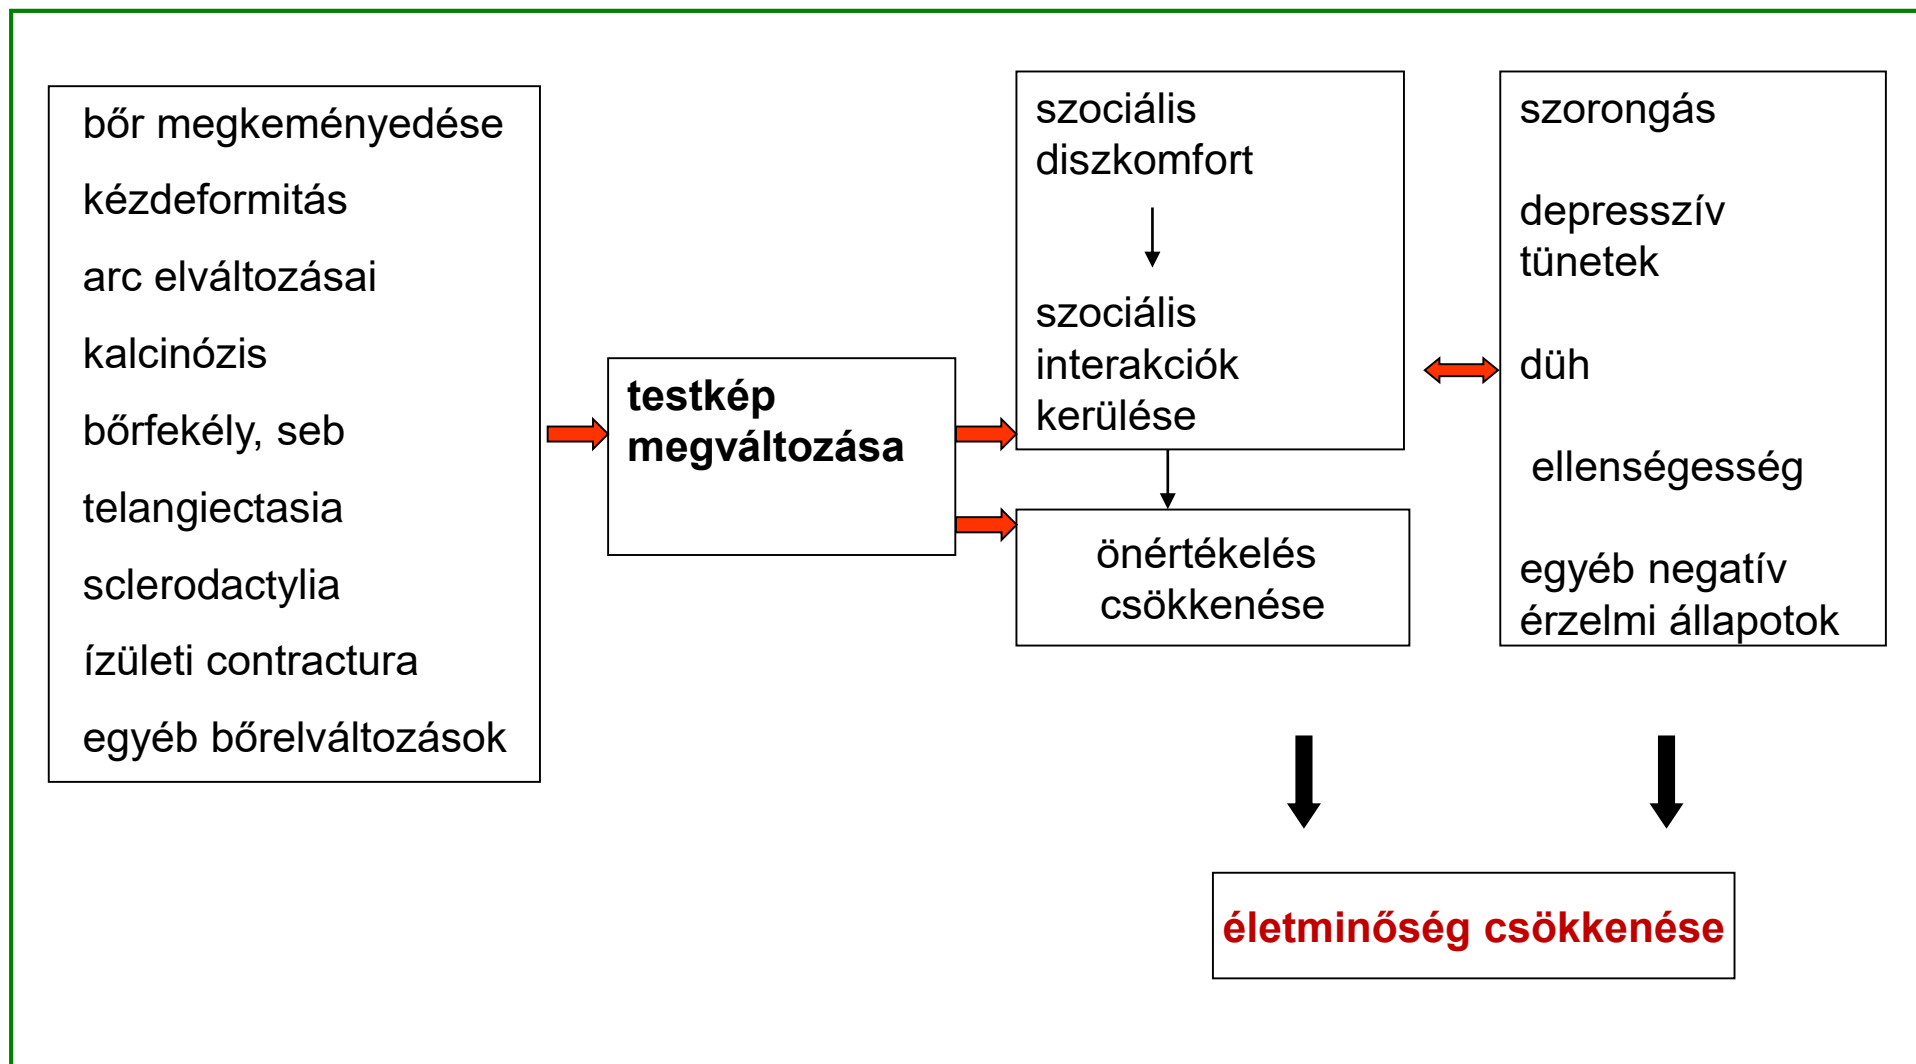 bőr megkeményedése
kézdeformitás
arc elváltozásai
kalcinózis
bőrfekély, seb
telangiectasia
sclerodactylia
ízületi contractura
egyéb bőrelváltozások
testkép
megváltozása
szociális
diszkomfort
szociális
interakciók
kerülése
önértékelés
csökkenése
szorongás
depresszív
tünetek
düh
ellenségesség
egyéb negatív
érzelmi állapotok
életminőség csökkenése